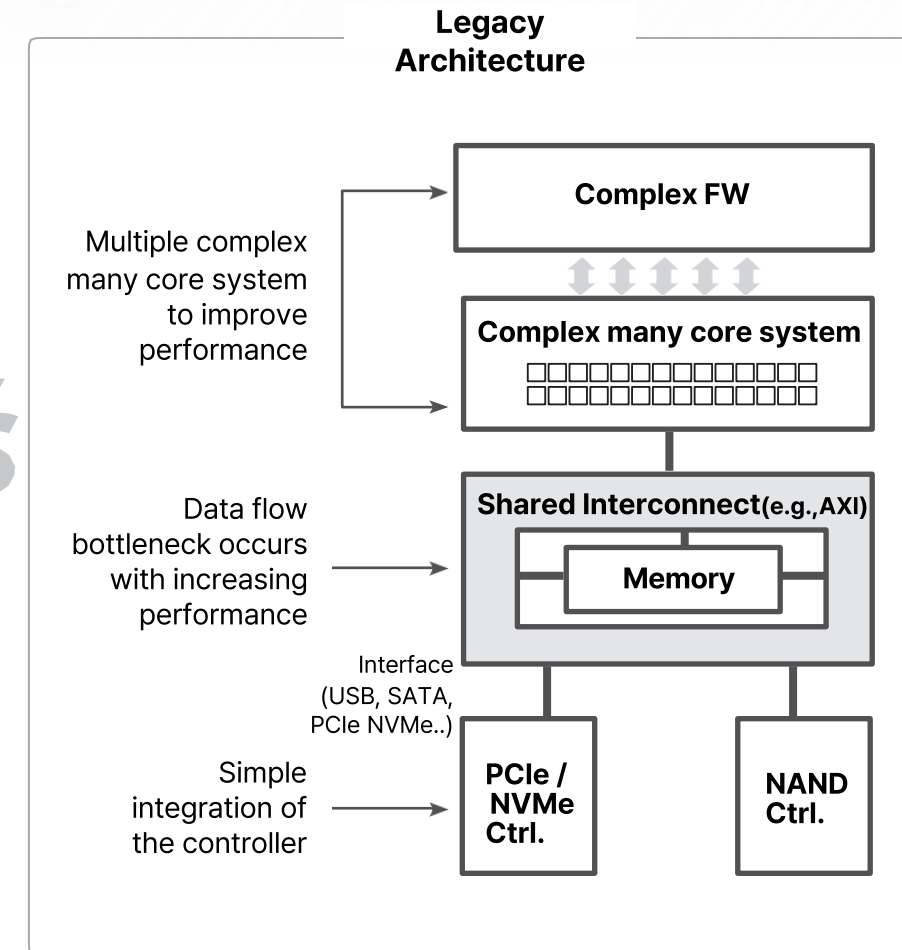 Legacy
Architecture
Complex FW
Multiple complex
many core system
to improve
performance
Complex many core system
Shared Interconnect(e.g.,AXI)
Memory
Data flow
bottleneck occurs
with increasing
performance
Interface
(USB, SATA,
PCIe NVMe..)
Simple
integration of
the controller
PCIe /
NVMe
Ctrl.
NAND
Ctrl.